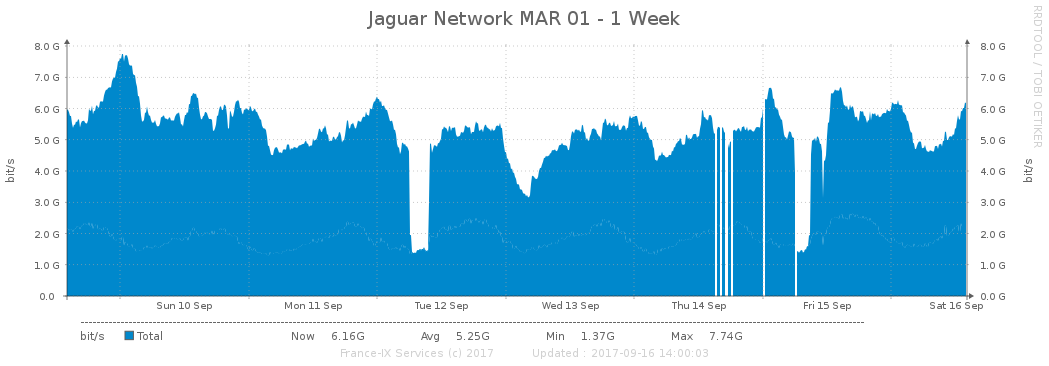 Jaguar Network MAR 01 - 1 Week
RRDTOOL / TOBI OETIKER
bit/s
8.0 G 8.0 G
7.0 G 7.0 G
6.0 G 6.0 G
5.0 G 5.0 G
4.0 G 4.0 G
3.0 G 3.0 G
2.0 G 2.0 G
1.0 G 1.0 G
0.0 0.0 G
bit/s
Sun 10 Sep Mon 11 Sep Tue 12 Sep Wed 13 Sep Thu 14 Sep Fri 15 Sep Sat 16 Sep
bit/s Total Now 6.16G Avg 5.25G Min 1.37G Max 7.74G
France-IX Services (c) 2017 Updated : 2017-09-16 14:00:03